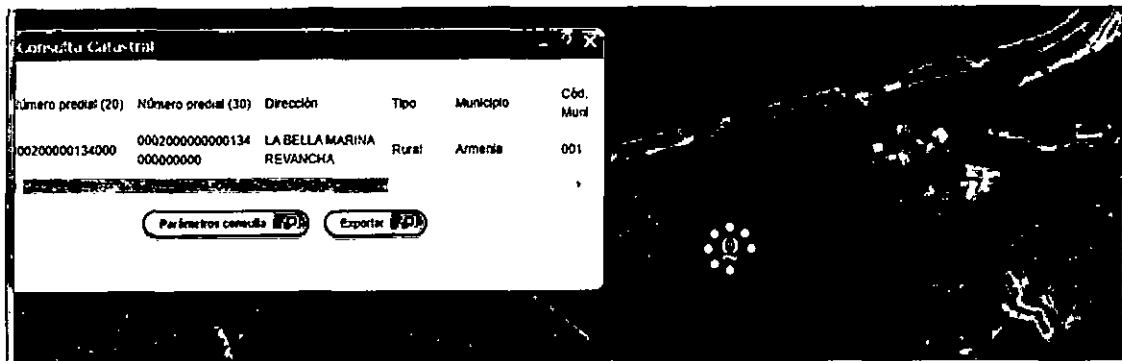 Consulta Catastral
Número predial (20) Número predial (30) Dirección Tipo Municipio Cód. Muni
00200000134000 0002000000000134 000000000 LA BELLA MARINA REVANCHA Rural Armenia 001
Parámetros consulta Exportar